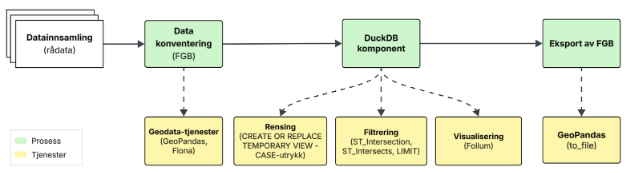 Datainnsamling
(rådata)
Data
konventering
(FGB)
DuckDB
komponent
Eksport av FGB
Geodata-tjenester
(GeoPandas,
Fiona)
Rensing
(CREATE OR REPLACE
TEMPORARY VIEW -
CASE-utrykk)
Filtrering
(ST_Intersection,
ST_Intersects, LIMIT)
Visualisering
(Folium)
GeoPandas
(to_file)
Prosess
Tjenester